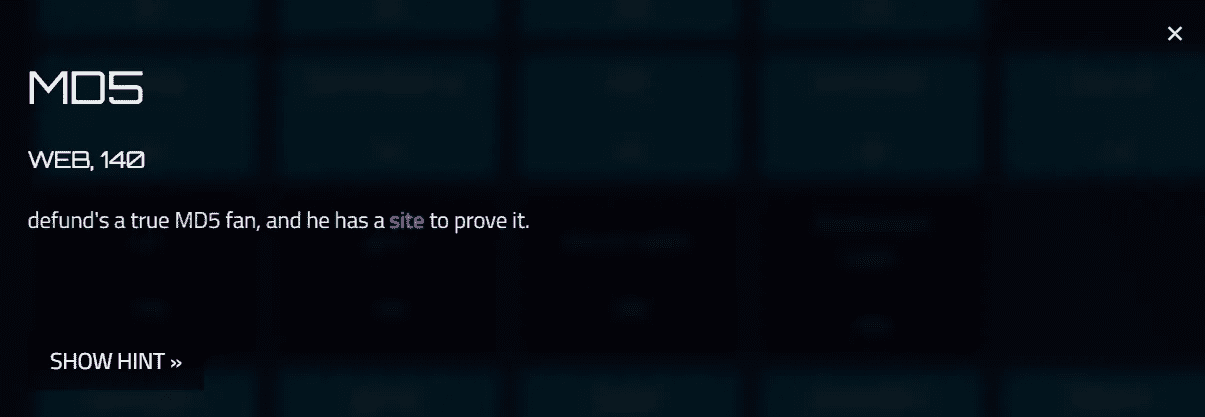 ×
MD5
WEB, 140
defund's a true MD5 fan, and he has a site to prove it.
SHOW HINT »